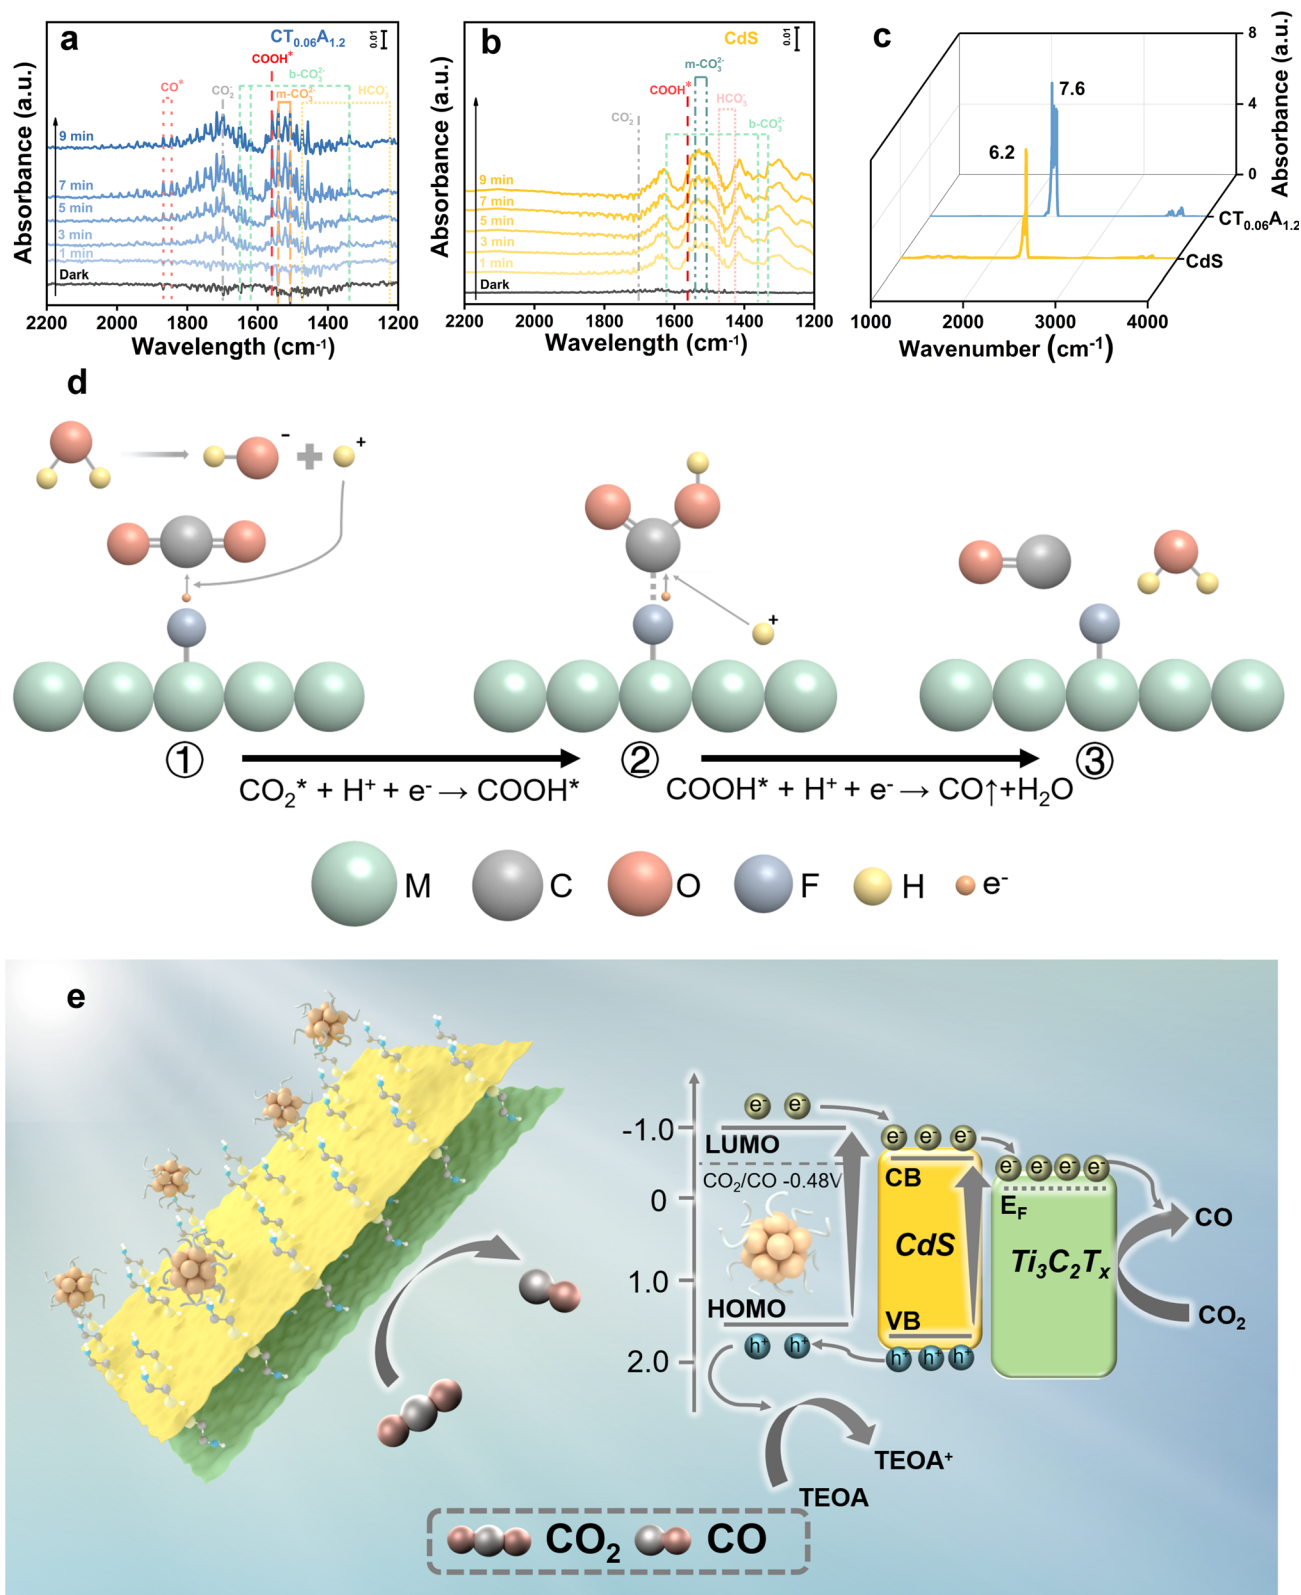 a
CT0.06A1.2
0.01
COOH*
CO*
CO2-
b-CO3 2-
m-CO3 2-
HCO3-
9 min
7 min
5 min
3 min
1 min
Dark
Absorbance (a.u.)
2200 2000 1800 1600 1400 1200
Wavelength (cm-1)
b
CdS
0.01
m-CO3 2-
COOH*
HCO3-
CO2-
b-CO3 2-
9 min
7 min
5 min
3 min
1 min
Dark
Absorbance (a.u.)
2200 2000 1800 1600 1400 1200
Wavelength (cm-1)
c
8
4
0
Absorbance (a.u.)
7.6
6.2
CT0.06A1.2
CdS
1000 2000 3000 4000
Wavenumber (cm-1)
d
− +
+
① ② ③
CO2* + H+ + e- → COOH*
COOH* + H+ + e- → CO↑+H2O
M C O F H e-
e
-1.0
0
1.0
2.0
e- e-
LUMO
CO2/CO -0.48V
HOMO
h+ h+
e- e- e-
CB
CdS
VB
h+ h+ h+
e- e- e- e-
EF
Ti3C2Tx
CO
CO2
TEOA+
TEOA
CO2 CO